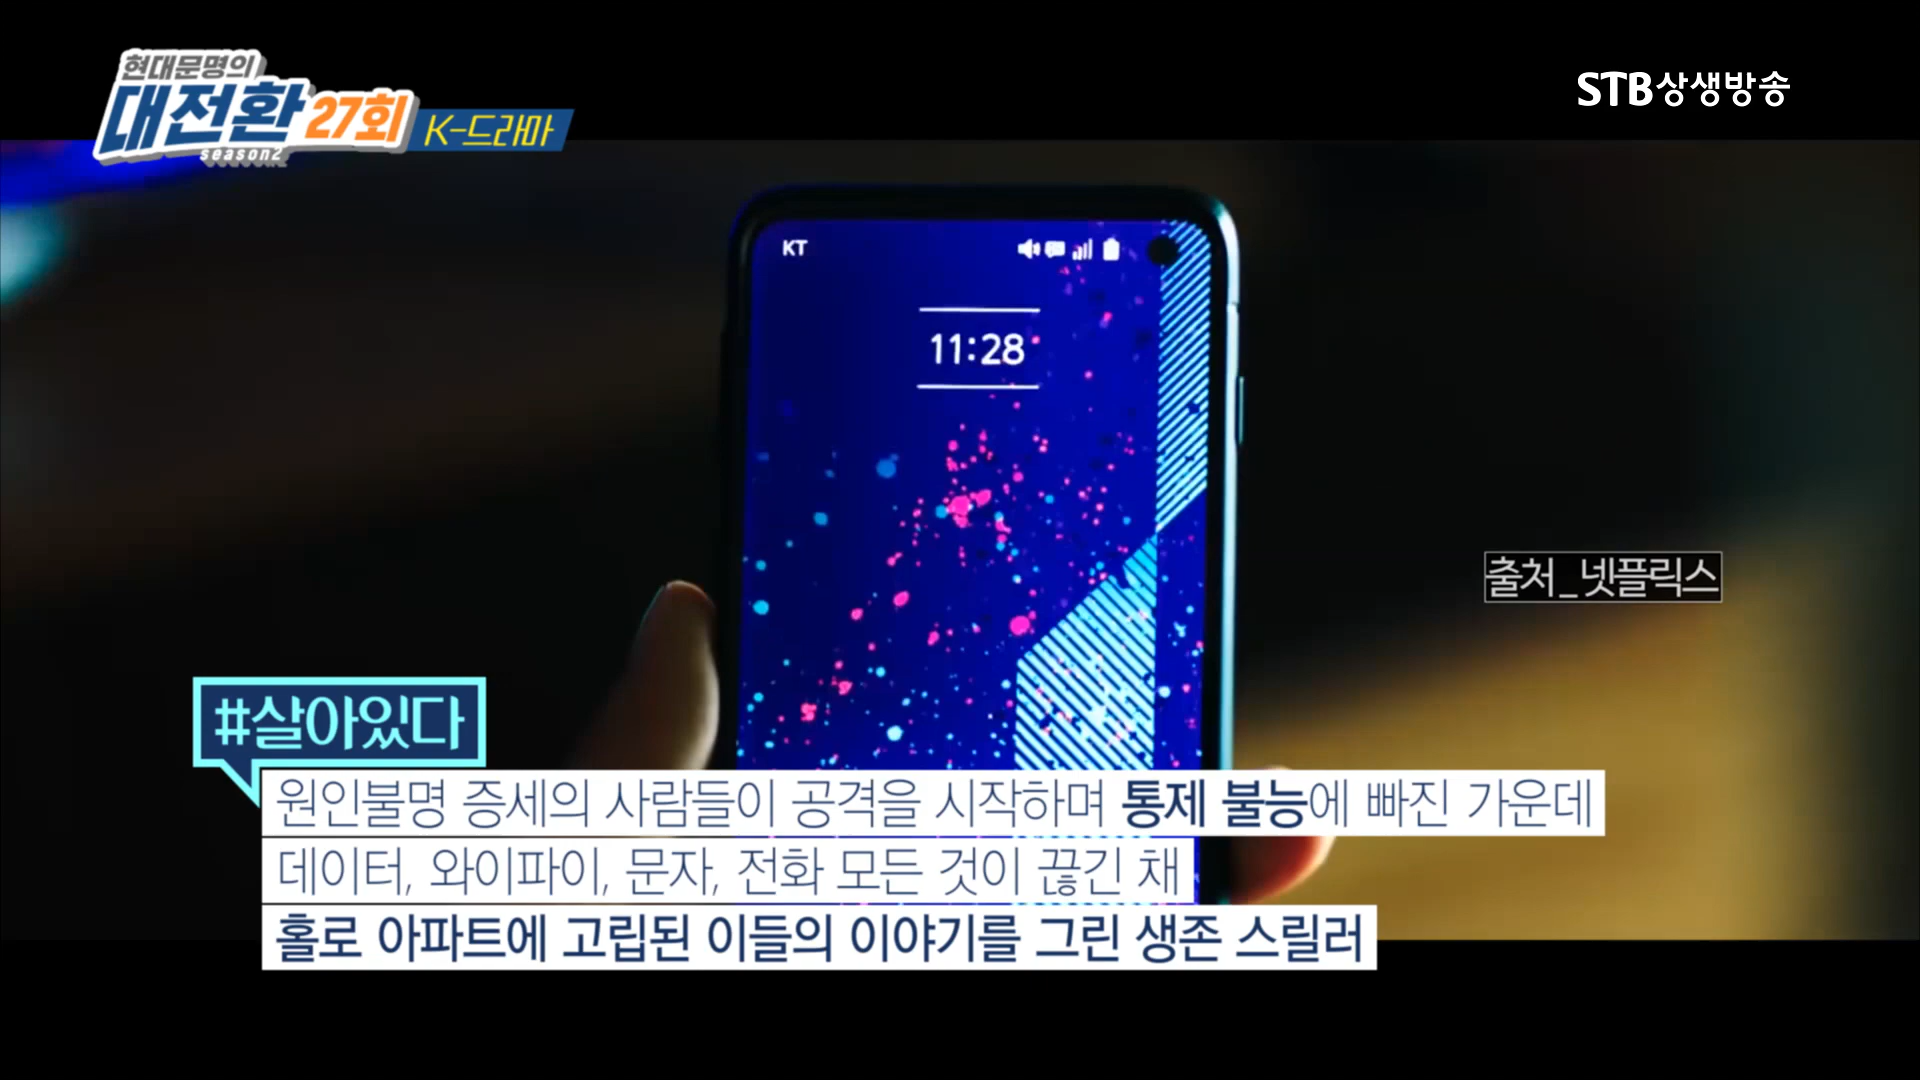 현대문명의
대전환 27회
season2
K-드라마
STB상생방송
KT
11:28
출처_넷플릭스
#살아있다
원인불명 증세의 사람들이 공격을 시작하며 통제 불능에 빠진 가운데
데이터, 와이파이, 문자, 전화 모든 것이 끊긴 채
홀로 아파트에 고립된 이들의 이야기를 그린 생존 스릴러